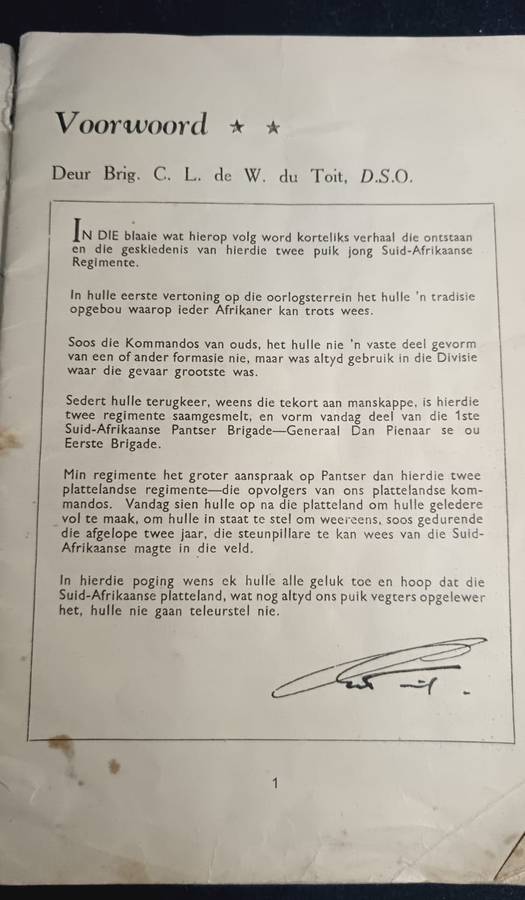 Voorwoord ★ ★
Deur Brig. C. L. de W. du Toit, D.S.O.
IN DIE blaaie wat hierop volg word korteliks verhaal die ontstaan
en die geskiedenis van hierdie twee puik jong Suid-Afrikaanse
Regimente.
In hulle eerste vertoning op die oorlogsterrein het hulle 'n tradisie
opgebou waarop ieder Afrikaner kan trots wees.
Soos die Kommandos van ouds, het hulle nie 'n vaste deel gevorm
van een of ander formasie nie, maar was altyd gebruik in die Divisie
waar die gevaar grootste was.
Sedert hulle terugkeer, weens die tekort aan manskappe, is hierdie
twee regimente saamgesmelt, en vorm vandag deel van die 1ste
Suid-Afrikaanse Pantser Brigade—Generaal Dan Pienaar se ou
Eerste Brigade.
Min regimente het groter aanspraak op Pantser dan hierdie twee
plattelandse regimente—die opvolgers van ons plattelandse kom-
mandos. Vandag sien hulle op na die platteland om hulle geledere
vol te maak, om hulle in staat te stel om weereens, soos gedurende
die afgelope twee jaar, die steunpillare te kan wees van die Suid-
Afrikaanse magte in die veld.
In hierdie poging wens ek hulle alle geluk toe en hoop dat die
Suid-Afrikaanse platteland, wat nog altyd ons puik vegters opgelewer
het, hulle nie gaan teleurstel nie.
1